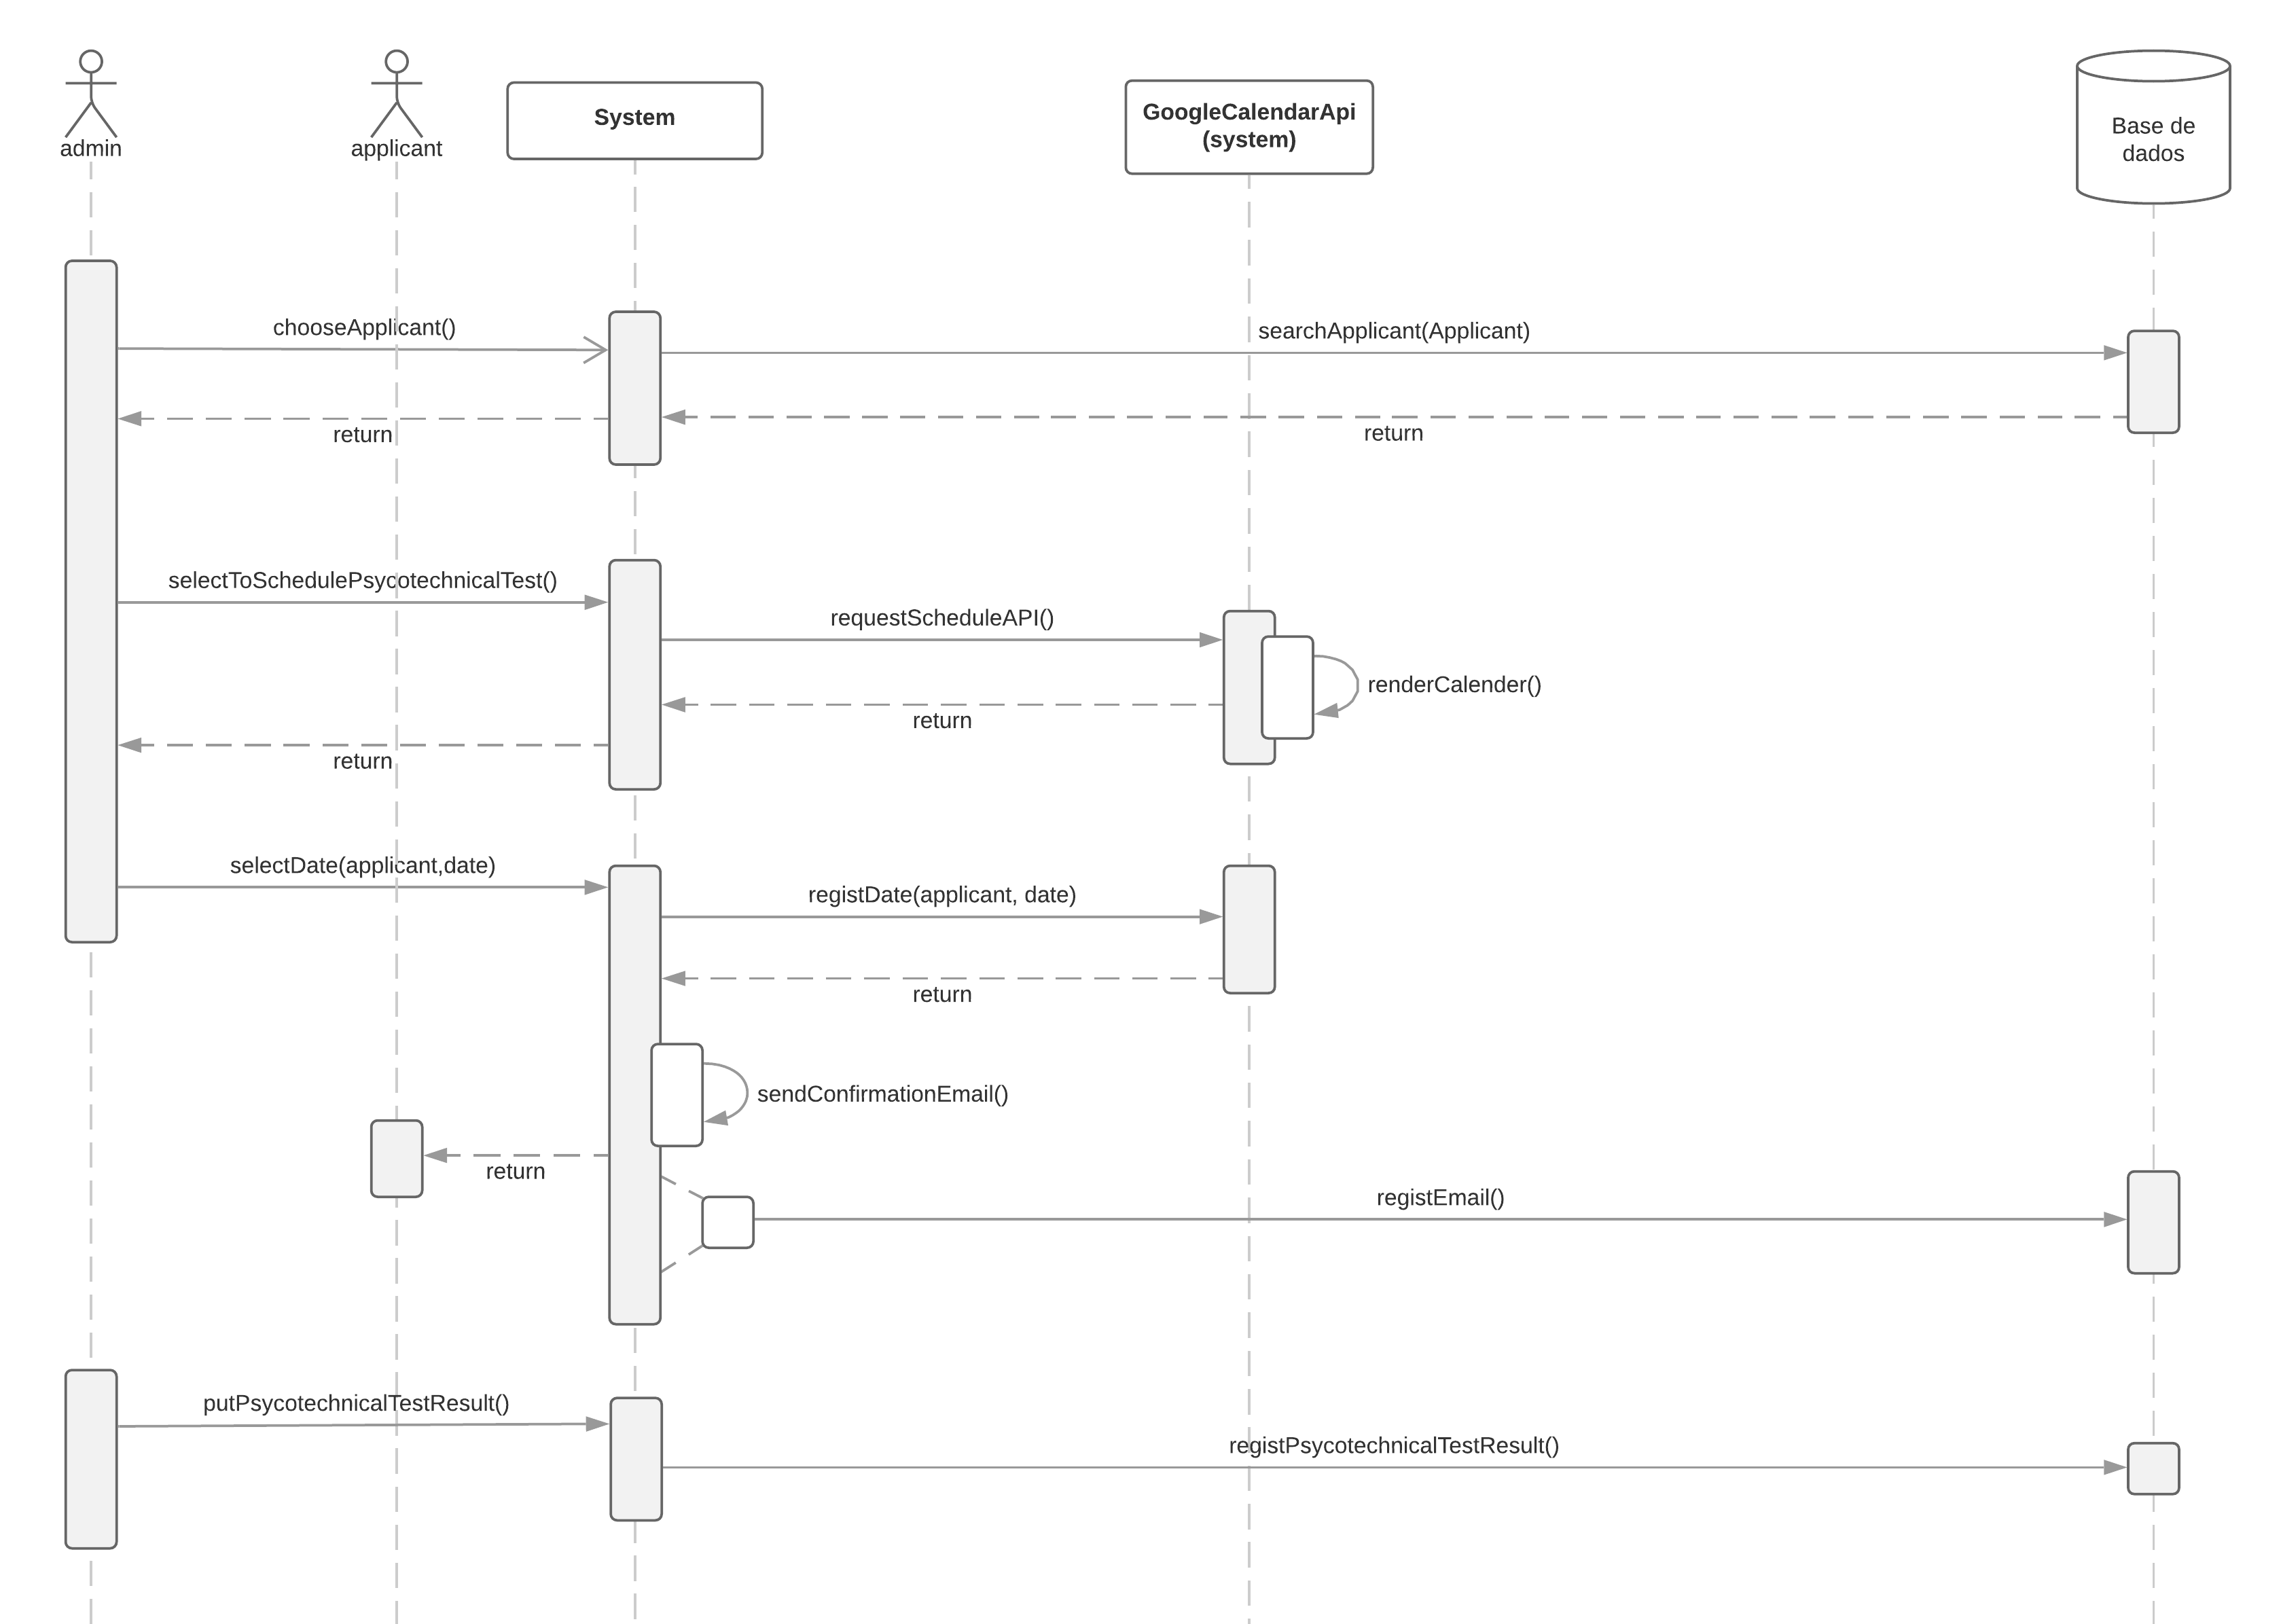 admin
applicant
System
GoogleCalendarApi
(system)
Base de
dados
chooseApplicant()
searchApplicant(Applicant)
return
return
selectToSchedulePsycotechnicalTest()
requestScheduleAPI()
renderCalender()
return
return
selectDate(applicant,date)
registDate(applicant, date)
return
sendConfirmationEmail()
return
registEmail()
putPsycotechnicalTestResult()
registPsycotechnicalTestResult()